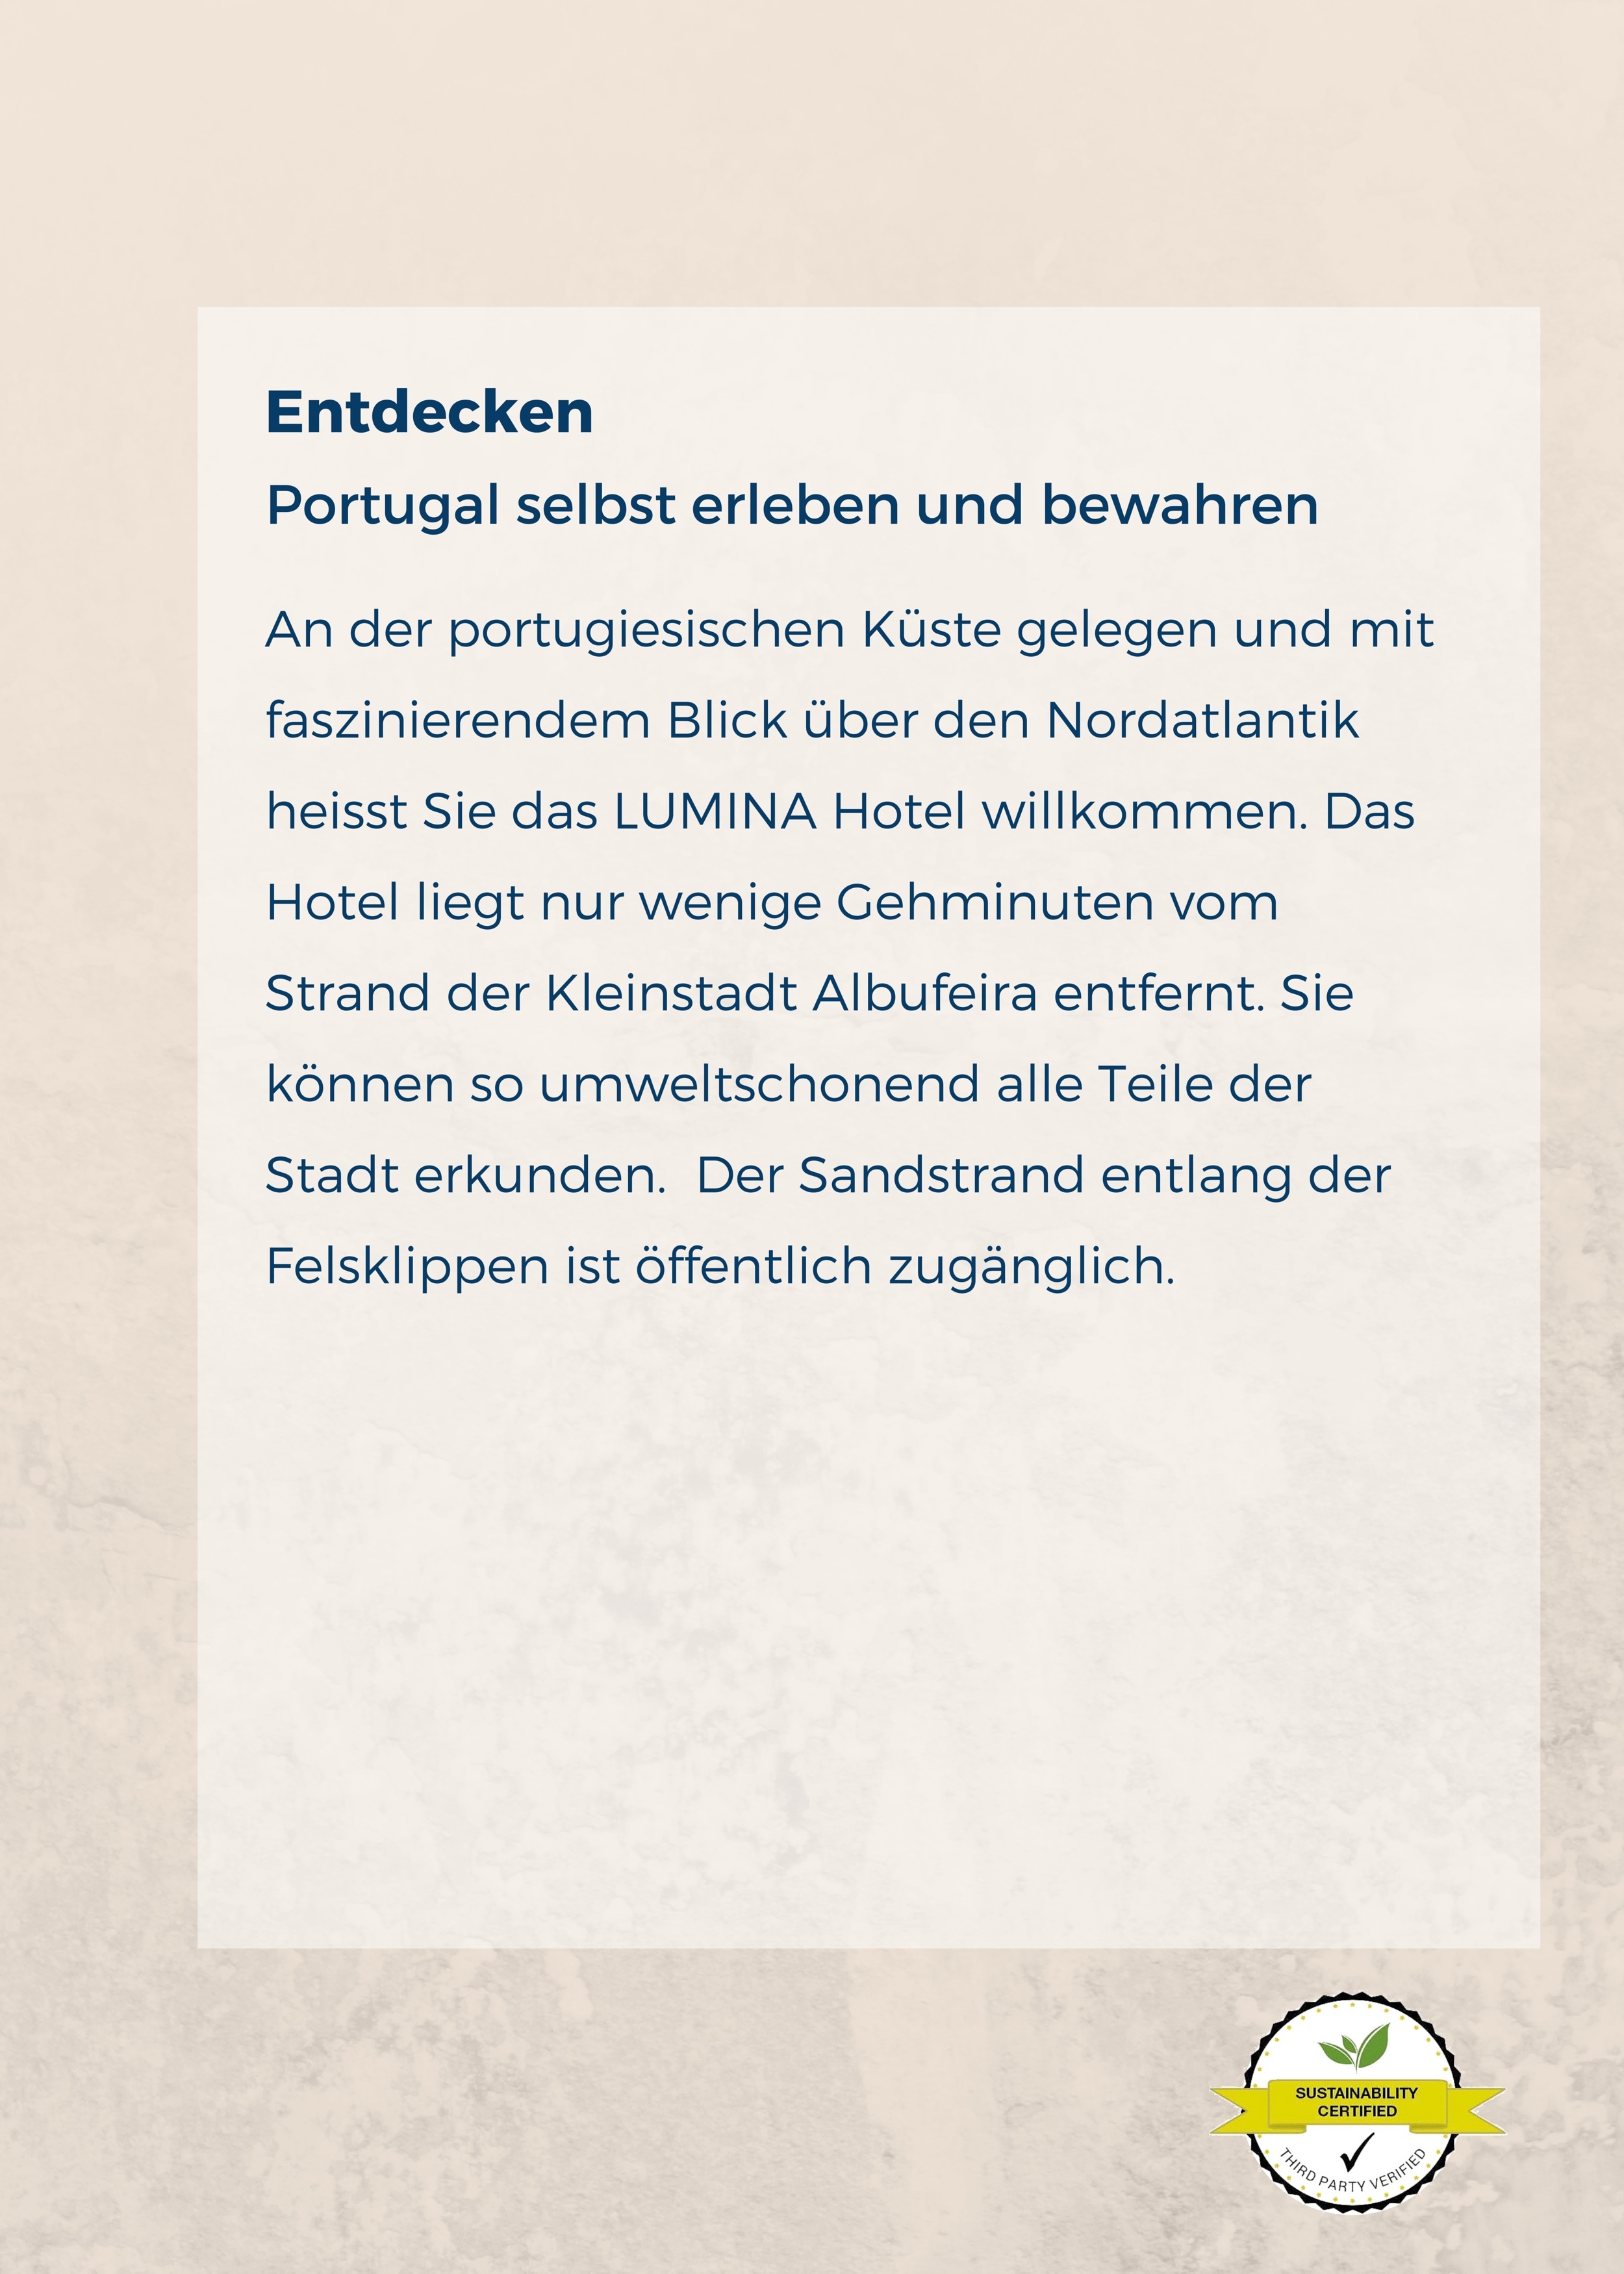 Entdecken
Portugal selbst erleben und bewahren
An der portugiesischen Küste gelegen und mit
faszinierendem Blick über den Nordatlantik
heisst Sie das LUMINA Hotel willkommen. Das
Hotel liegt nur wenige Gehminuten vom
Strand der Kleinstadt Albufeira entfernt. Sie
können so umweltschonend alle Teile der
Stadt erkunden.  Der Sandstrand entlang der
Felsklippen ist öffentlich zugänglich.
SUSTAINABILITY
CERTIFIED
THIRD PARTY VERIFIED